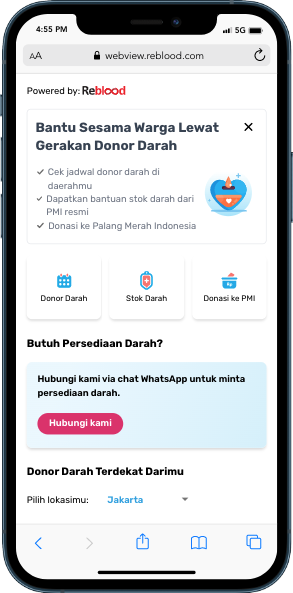 4:55 PM
5G
AA
webview.reblood.com
Powered by: Reblood
Bantu Sesama Warga Lewat
Gerakan Donor Darah
Cek jadwal donor darah di
daerahmu
Dapatkan bantuan stok darah dari
PMI resmi
Donasi ke Palang Merah Indonesia
Donor Darah
Stok Darah
Rp
Donasi ke PMI
Butuh Persediaan Darah?
Hubungi kami via chat WhatsApp untuk minta
persediaan darah.
Hubungi kami
Donor Darah Terdekat Darimu
Pilih lokasimu: Jakarta